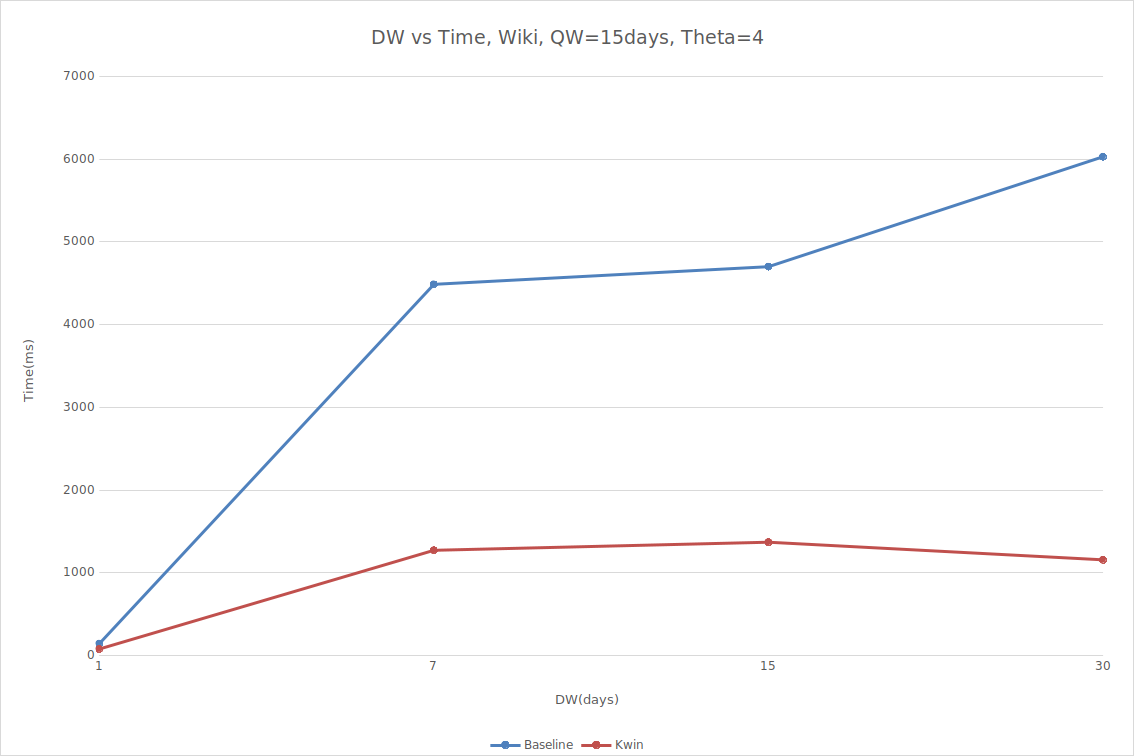 DW vs Time, Wiki, QW=15days, Theta=4
7000
6000
5000
4000
3000
2000
1000
0
Time(ms)
1 7 15 30
DW(days)
Baseline Kwin